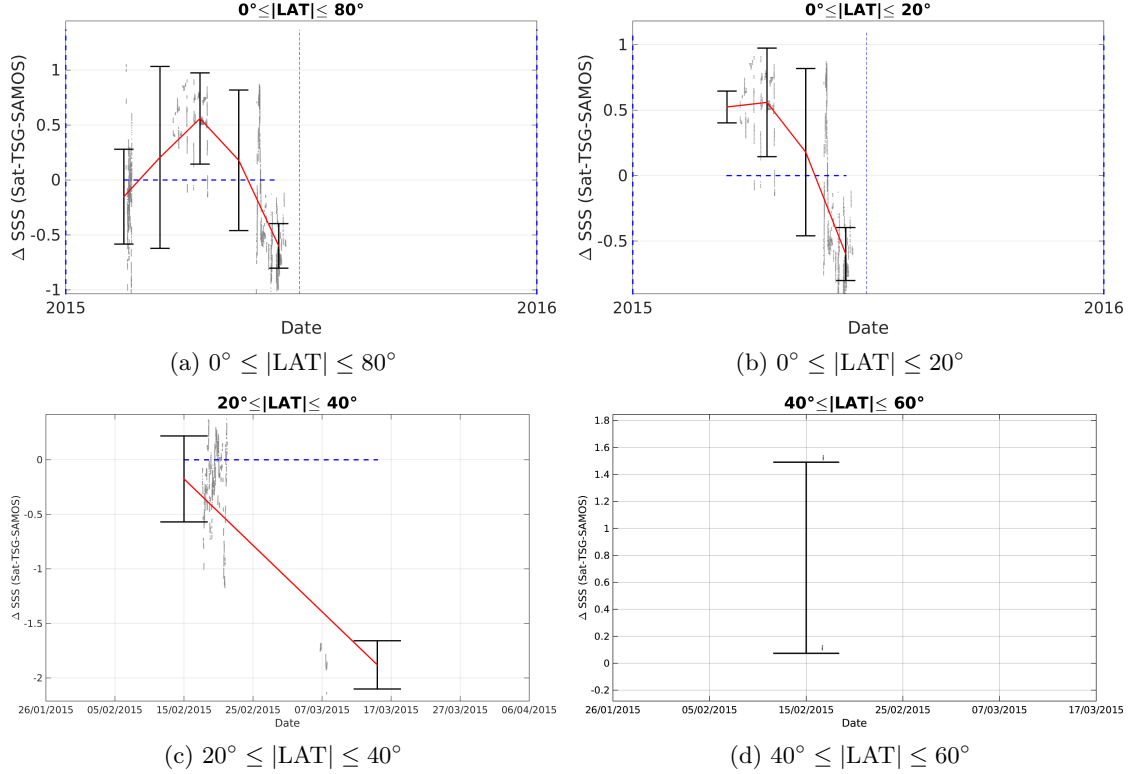 0°≤|LAT|≤ 80°
Δ SSS (Sat-TSG-SAMOS)
1
0.5
0
-0.5
-1
2015 2016
Date
(a) 0° ≤ |LAT| ≤ 80°
0°≤|LAT|≤ 20°
Δ SSS (Sat-TSG-SAMOS)
1
0.5
0
-0.5
2015 2016
Date
(b) 0° ≤ |LAT| ≤ 20°
20°≤|LAT|≤ 40°
Δ SSS (Sat-TSG-SAMOS)
0
-0.5
-1
-1.5
-2
26/01/2015 05/02/2015 15/02/2015 25/02/2015 07/03/2015 17/03/2015 27/03/2015 06/04/2015
Date
(c) 20° ≤ |LAT| ≤ 40°
40°≤|LAT|≤ 60°
Δ SSS (Sat-TSG-SAMOS)
1.8
1.6
1.4
1.2
1
0.8
0.6
0.4
0.2
0
-0.2
26/01/2015 05/02/2015 15/02/2015 25/02/2015 07/03/2015 17/03/2015
Date
(d) 40° ≤ |LAT| ≤ 60°